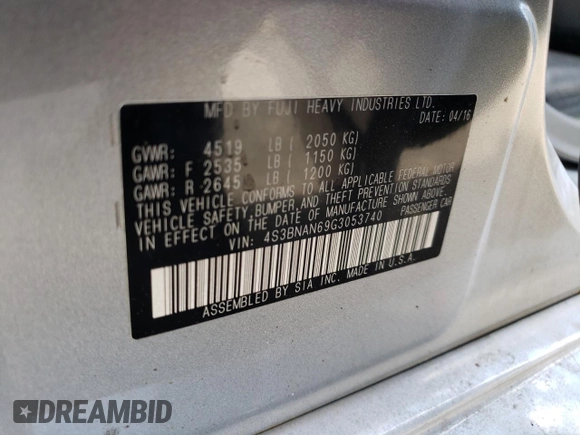 MFD. BY FUJI HEAVY INDUSTRIES LTD.
DATE: 04/16
GVWR: 4519 LB ( 2050 KG)
GAWR: F 2535 LB ( 1150 KG)
GAWR: R 2645 LB ( 1200 KG)
THIS VEHICLE CONFORMS TO ALL APPLICABLE FEDERAL MOTOR
VEHICLE SAFETY, BUMPER, AND THEFT PREVENTION STANDARDS
IN EFFECT ON THE DATE OF MANUFACTURE SHOWN ABOVE.
PASSENGER CAR
VIN: 4S3BNAN69G3053740
ASSEMBLED BY SIA INC. MADE IN U.S.A.
DREAMBID